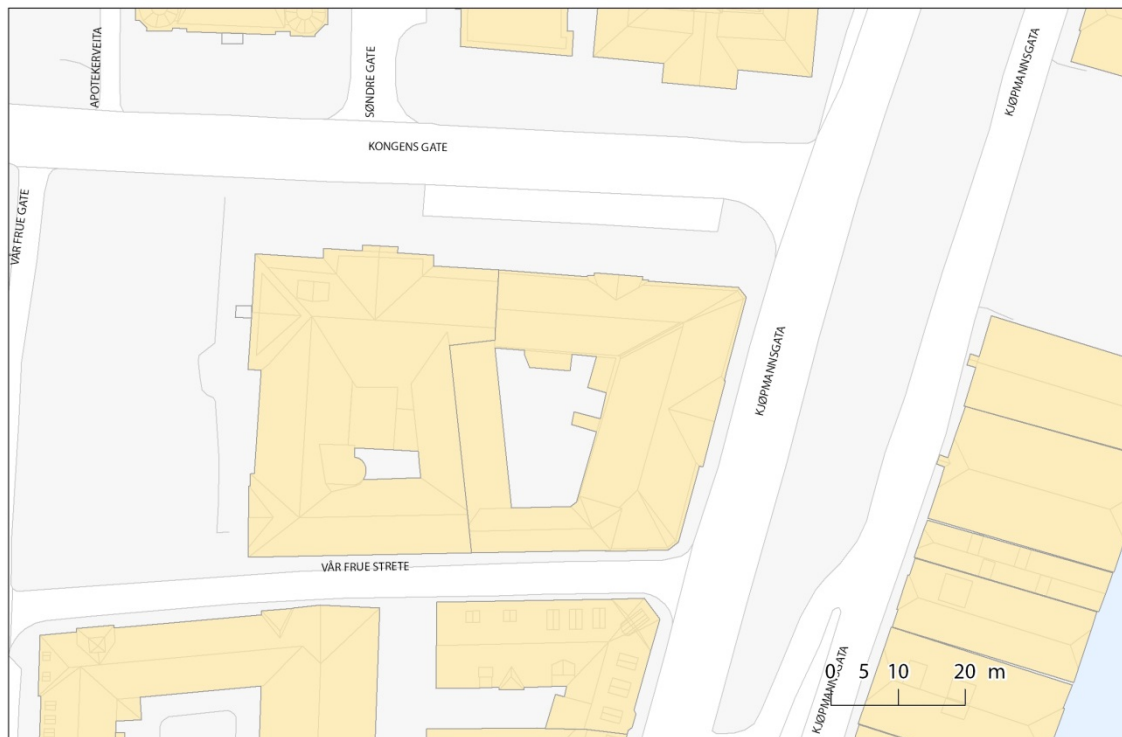 APOTEKERVEITA
SØNDRE GATE
KJØPMANNSGATA
KONGENS GATE
VÅR FRUE GATE
KJØPMANNSGATA
VÅR FRUE STRETE
KJØPMANNSGATA
0 5 10 20 m